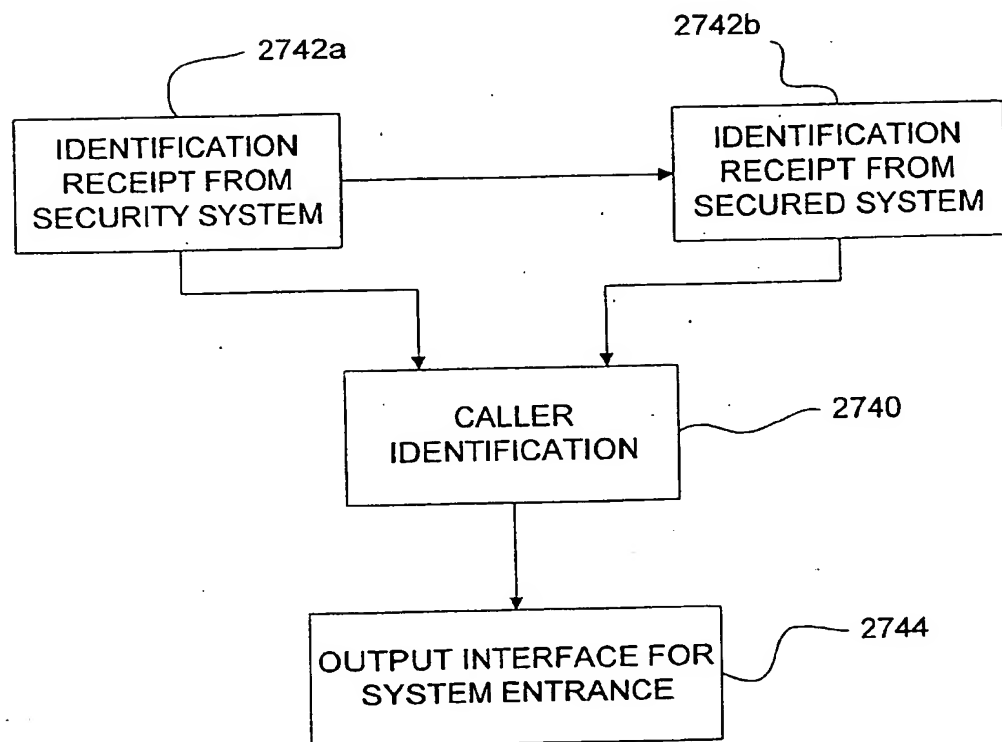 2742a
2742b
IDENTIFICATION
RECEIPT FROM
SECURITY SYSTEM
IDENTIFICATION
RECEIPT FROM
SECURED SYSTEM
CALLER
IDENTIFICATION
2740
OUTPUT INTERFACE FOR
SYSTEM ENTRANCE
2744